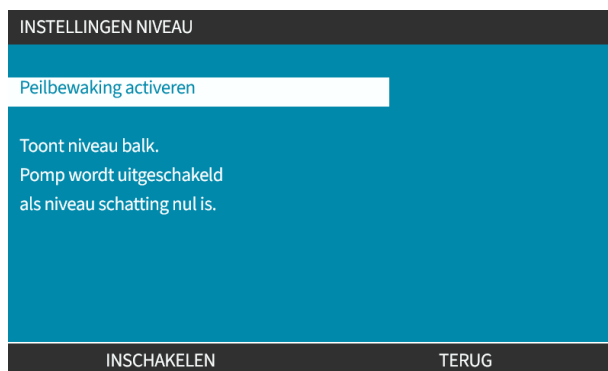 INSTELLINGEN NIVEAU
Peilbewaking activeren
Toont niveau balk.
Pomp wordt uitgeschakeld
als niveau schatting nul is.
INSCHAKELEN TERUG